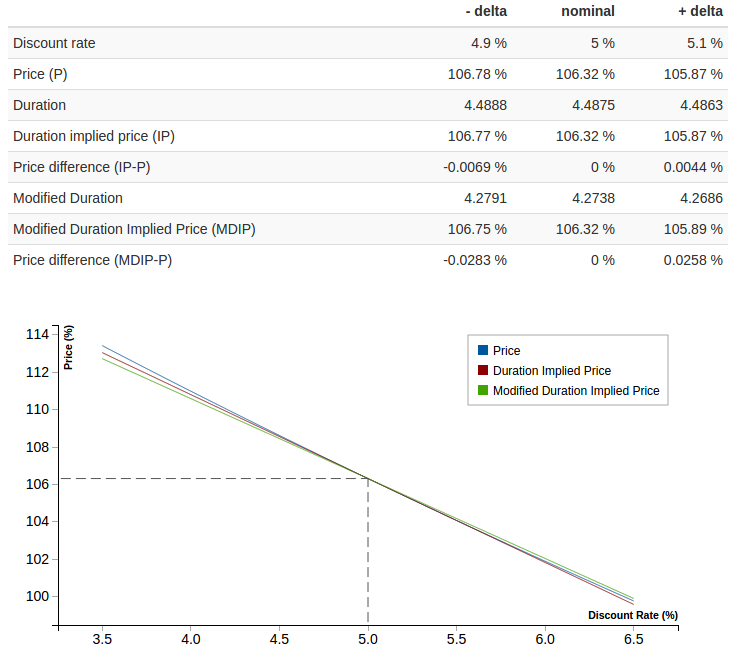 - delta nominal + delta
Discount rate 4.9 % 5 % 5.1 %
Price (P) 106.78 % 106.32 % 105.87 %
Duration 4.4888 4.4875 4.4863
Duration implied price (IP) 106.77 % 106.32 % 105.87 %
Price difference (IP-P) -0.0069 % 0 % 0.0044 %
Modified Duration 4.2791 4.2738 4.2686
Modified Duration Implied Price (MDIP) 106.75 % 106.32 % 105.89 %
Price difference (MDIP-P) -0.0283 % 0 % 0.0258 %
Price (%)
114
112
110
108
106
104
102
100
Price
Duration Implied Price
Modified Duration Implied Price
Discount Rate (%)
3.5 4.0 4.5 5.0 5.5 6.0 6.5